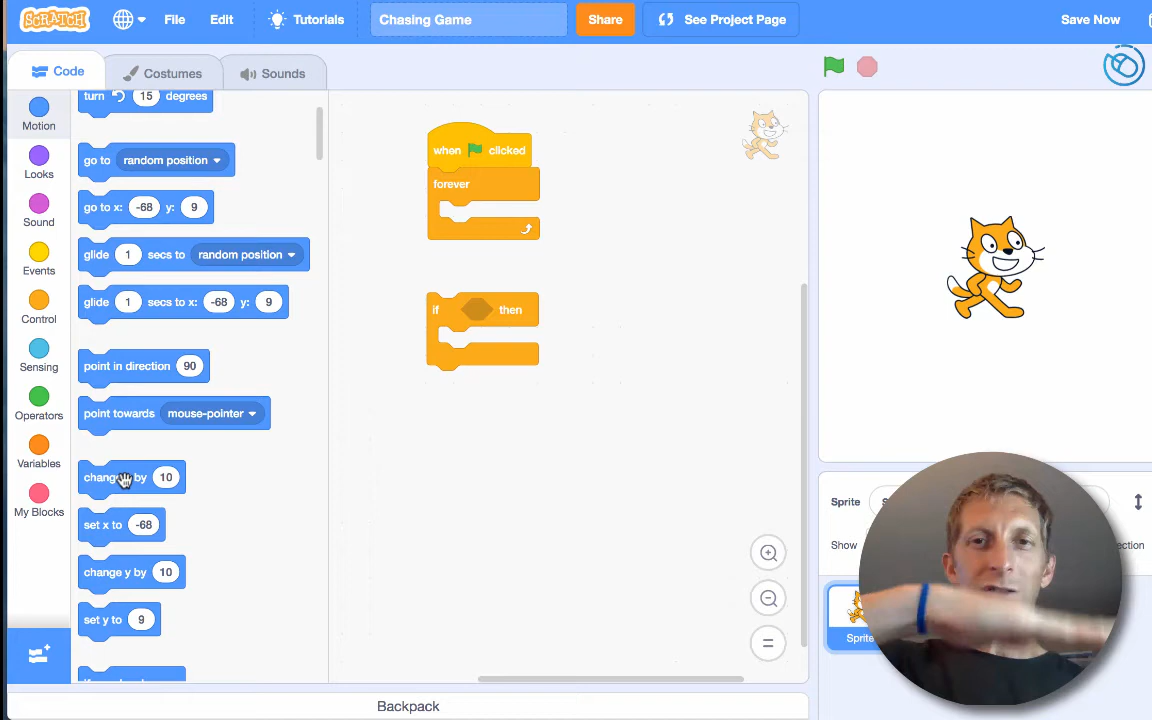 SCRATCH File Edit Tutorials Chasing Game Share See Project Page Save Now
Code Costumes Sounds
Motion
Looks
Sound
Events
Control
Sensing
Operators
Variables
My Blocks
turn 15 degrees
go to random position
go to x: -68 y: 9
glide 1 secs to random position
glide 1 secs to x: -68 y: 9
point in direction 90
point towards mouse-pointer
by 10
set x to -68
change y by 10
set y to 9
when clicked
forever
if then
Sprite
Show
Backpack